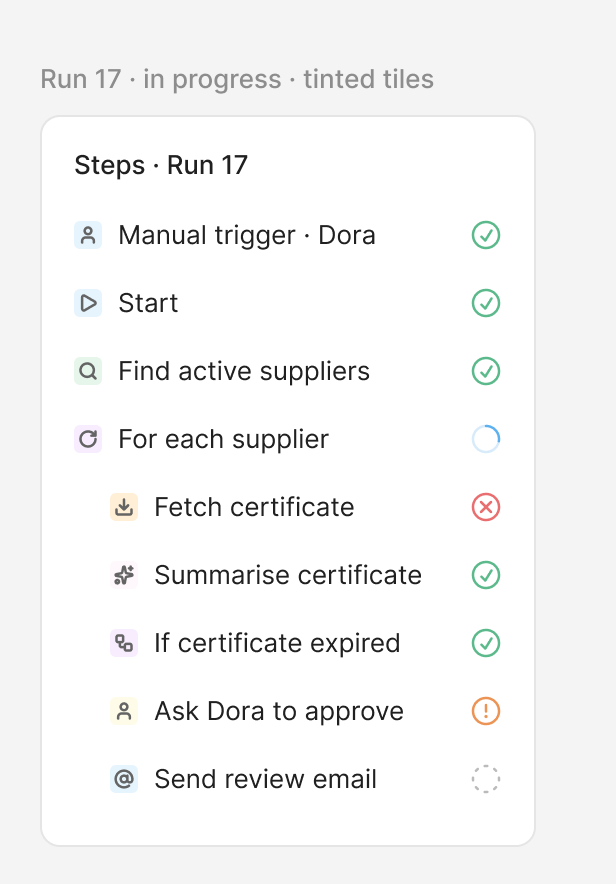 Run 17 · in progress · tinted tiles
Steps · Run 17
Manual trigger · Dora
Start
Find active suppliers
For each supplier
Fetch certificate
Summarise certificate
If certificate expired
Ask Dora to approve
Send review email